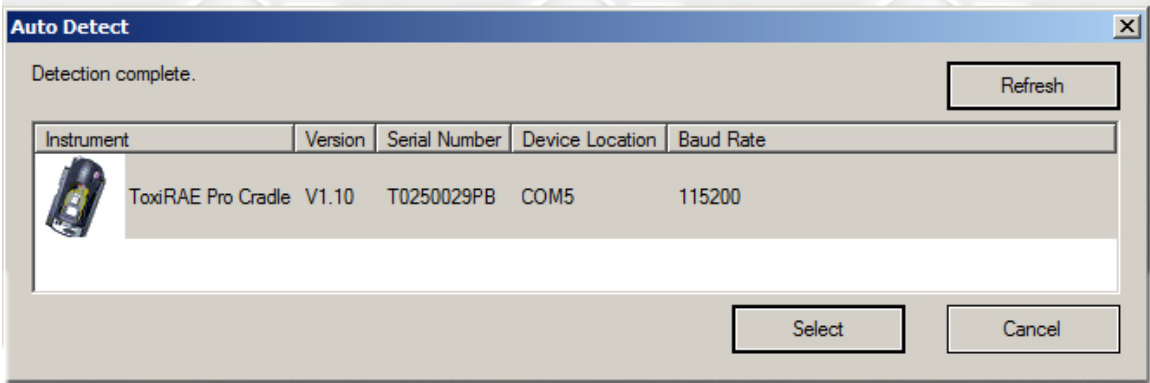 Auto Detect
Detection complete.
Refresh
Instrument Version Serial Number Device Location Baud Rate
ToxiRAE Pro Cradle V1.10 T0250029PB COM5 115200
Select Cancel